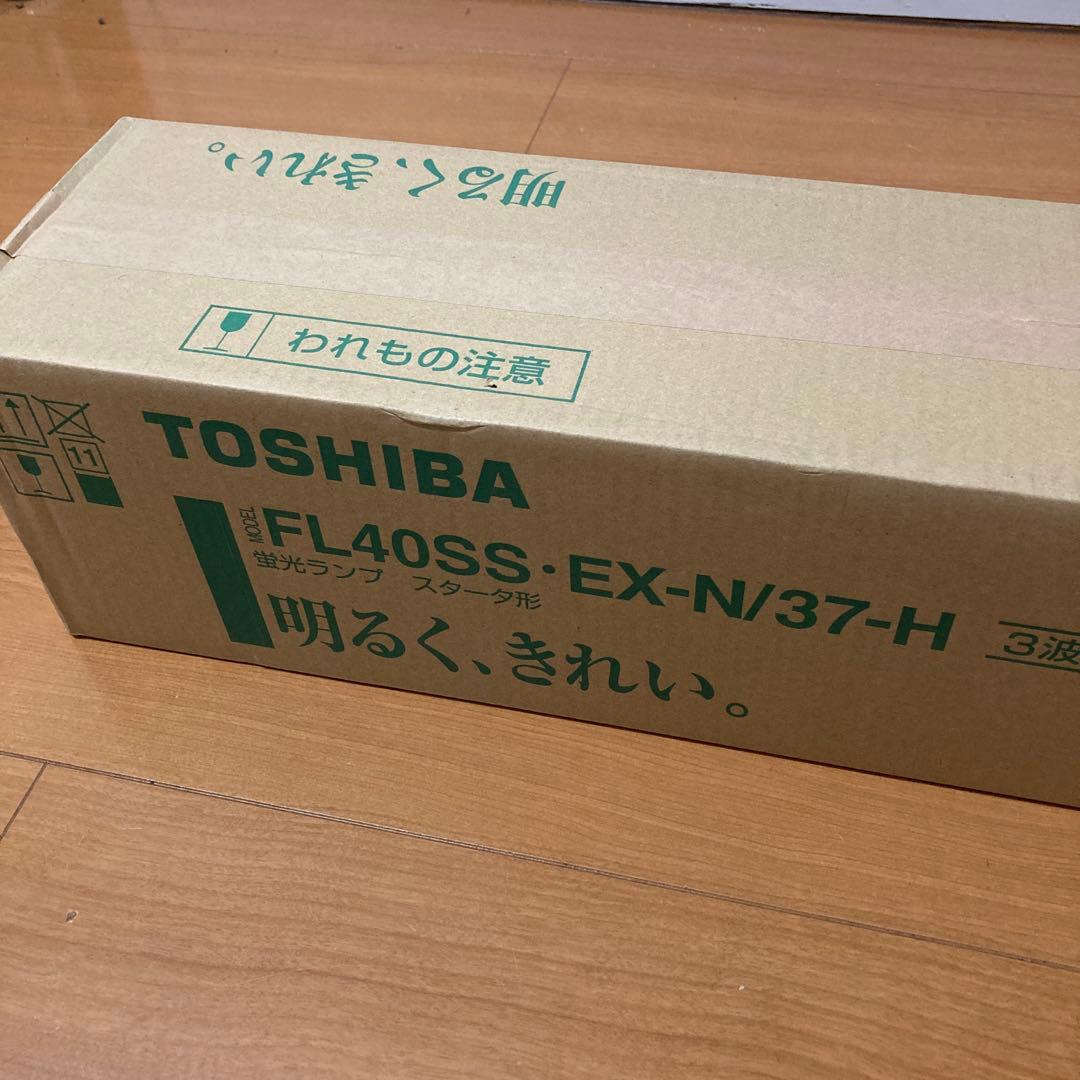 明るく、きれい。
われもの注意
11
TOSHIBA
MODEL FL40SS・EX-N/37-H
3波
蛍光ランプ スタータ形
明るく、きれい。